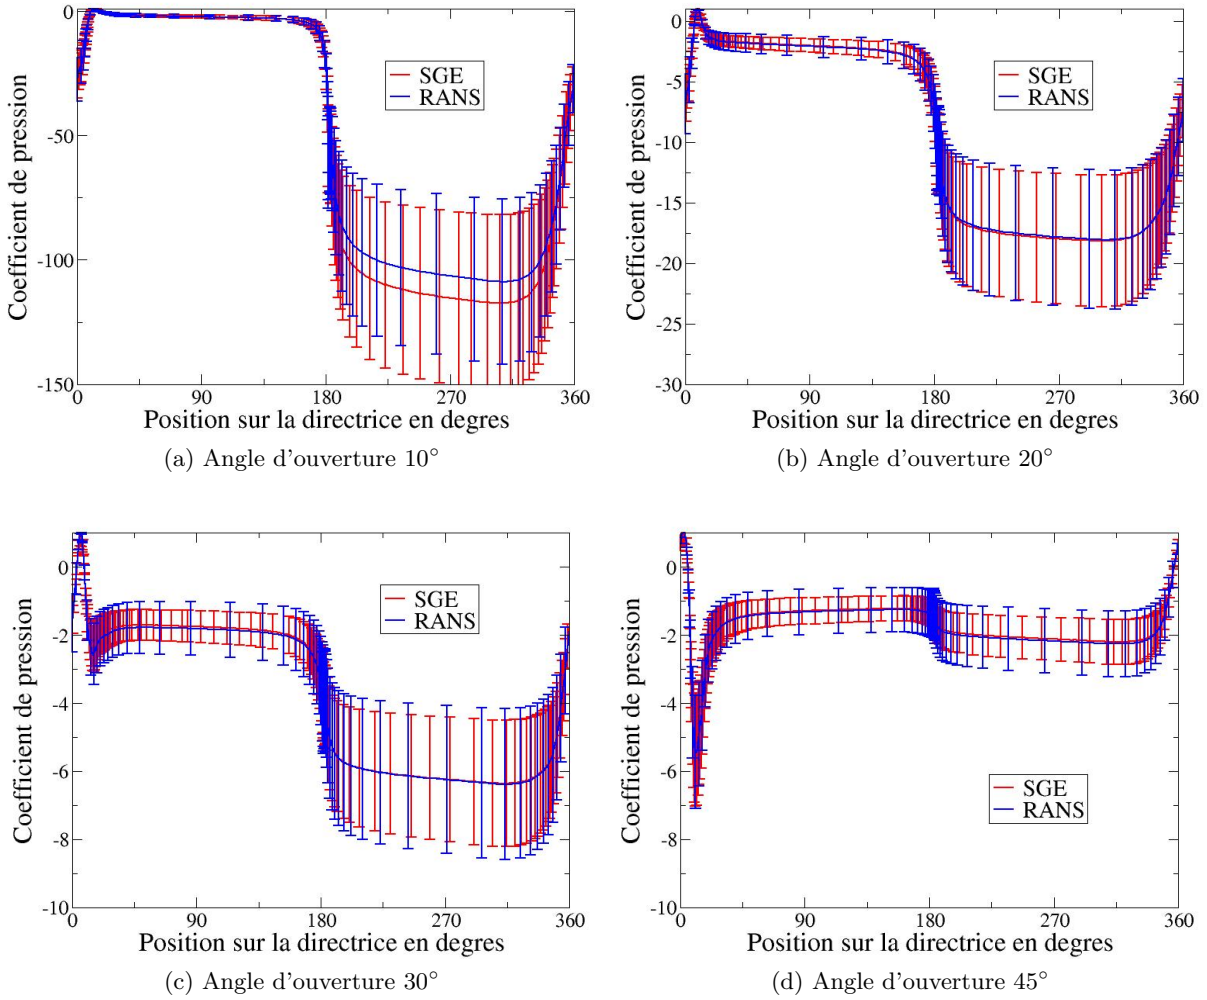 0
-50
-100
-150
0 90 180 270 360
Coefficient de pression
Position sur la directrice en degres
SGE
RANS
(a) Angle d'ouverture 10°
0
-5
-10
-15
-20
-25
-30
0 90 180 270 360
Coefficient de pression
Position sur la directrice en degres
SGE
RANS
(b) Angle d'ouverture 20°
0
-2
-4
-6
-8
-10
0 90 180 270 360
Coefficient de pression
Position sur la directrice en degres
SGE
RANS
(c) Angle d'ouverture 30°
0
-2
-4
-6
-8
-10
0 90 180 270 360
Coefficient de pression
Position sur la directrice en degres
SGE
RANS
(d) Angle d'ouverture 45°